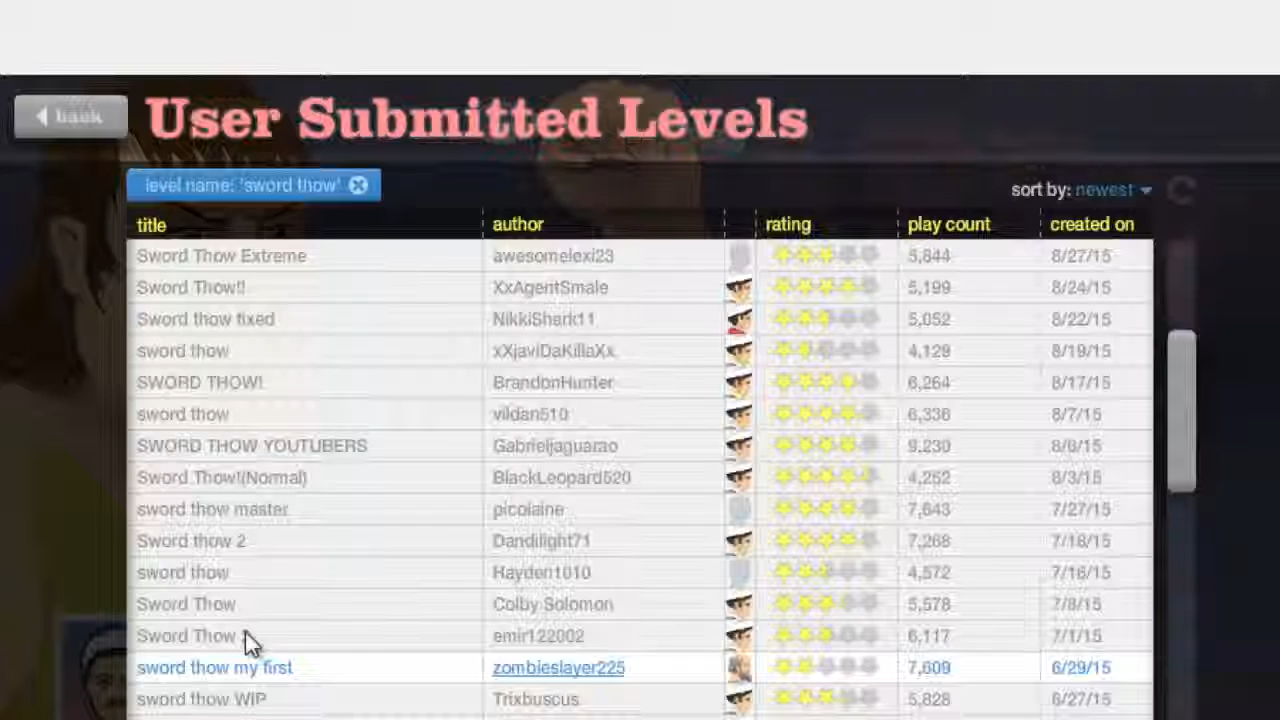 back
User Submitted Levels
level name: 'sword thow'
sort by: newest
title author rating play count created on
Sword Thow Extreme awesomelexi23 5,844 8/27/15
Sword Thow!! XxAgentSmale 5,199 8/24/15
Sword thow fixed NikkiShark11 5,052 8/22/15
sword thow xXjaviDaKillaXx 4,129 8/19/15
SWORD THOW! BrandonHunter 6,264 8/17/15
sword thow vildan510 6,336 8/7/15
SWORD THOW YOUTUBERS Gabrieljaguarao 9,230 8/6/15
Sword Thow!(Normal) BlackLeopard520 4,252 8/3/15
sword thow master picolaine 7,643 7/27/15
Sword thow 2 Dandilight71 7,268 7/18/15
sword thow Hayden1010 4,572 7/16/15
Sword Thow Colby Solomon 5,578 7/8/15
Sword Thow emir122002 6,117 7/1/15
sword thow my first zombieslayer225 7,609 6/29/15
sword thow WIP Trixbuscus 5,828 6/27/15